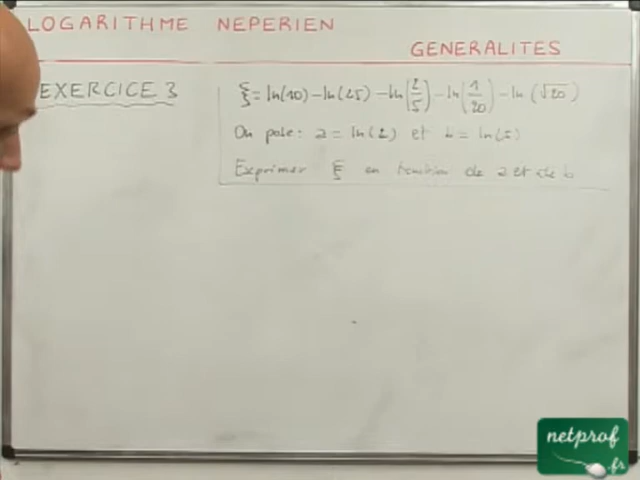 LOGARITHME NEPERIEN
GENERALITES
EXERCICE 3
ξ = ln(10) - ln(25) - ln(2/5) - ln(1/20) - ln(√20)
On pose : a = ln(2) et b = ln(5)
Exprimer ξ en fonction de a et de b
netprof
.fr